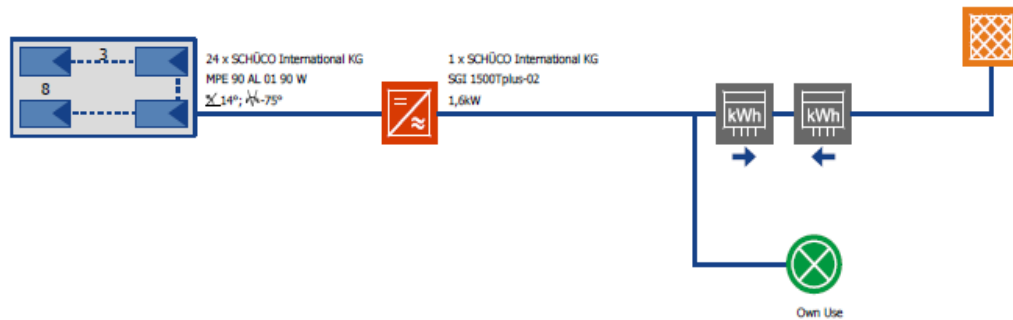 3
8
24 x SCHÜCO International KG
MPE 90 AL 01 90 W
14°; -75°
1 x SCHÜCO International KG
SGI 1500Tplus-02
1,6kW
kWh
kWh
Own Use